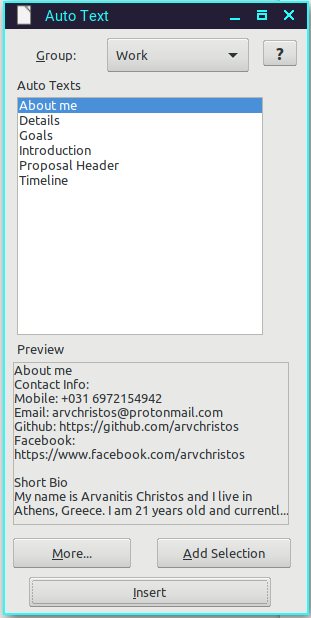 Auto Text
Group: Work ?
Auto Texts
About me
Details
Goals
Introduction
Proposal Header
Timeline
Preview
About me
Contact Info:
Mobile: +031 6972154942
Email: arvchristos@protonmail.com
Github: https://github.com/arvchristos
Facebook:
https://www.facebook.com/arvchristos
Short Bio
My name is Arvanitis Christos and I live in
Athens, Greece. I am 21 years old and currentl...
More... Add Selection
Insert